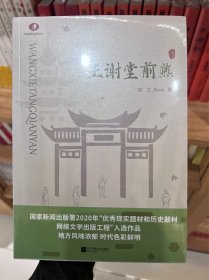 WANGXIETANGQIANYAN
王谢堂前燕
国家新闻出版署2020年“优秀现实题材和历史题材
网络文学出版工程”入选作品
地方风味浓郁 时代色彩鲜明